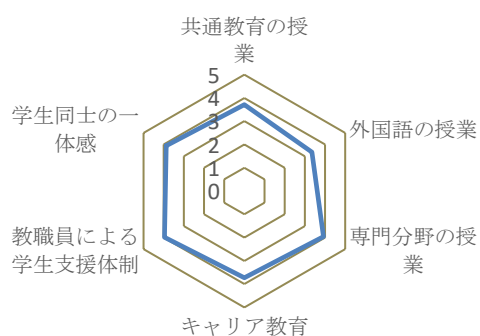 共通教育の授
業
5
4
3
2
1
0
外国語の授業
専門分野の授
業
キャリア教育
教職員による
学生支援体制
学生同士の一
体感